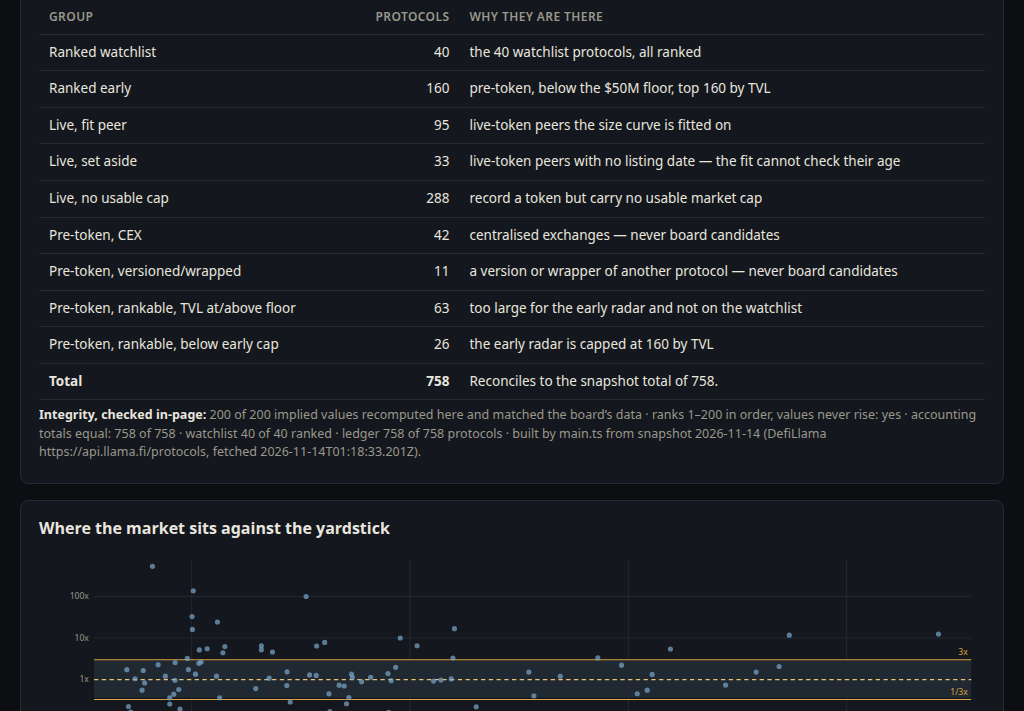 GROUP PROTOCOLS WHY THEY ARE THERE
Ranked watchlist 40 the 40 watchlist protocols, all ranked
Ranked early 160 pre-token, below the $50M floor, top 160 by TVL
Live, fit peer 95 live-token peers the size curve is fitted on
Live, set aside 33 live-token peers with no listing date — the fit cannot check their age
Live, no usable cap 288 record a token but carry no usable market cap
Pre-token, CEX 42 centralised exchanges — never board candidates
Pre-token, versioned/wrapped 11 a version or wrapper of another protocol — never board candidates
Pre-token, rankable, TVL at/above floor 63 too large for the early radar and not on the watchlist
Pre-token, rankable, below early cap 26 the early radar is capped at 160 by TVL
Total 758 Reconciles to the snapshot total of 758.
Integrity, checked in-page: 200 of 200 implied values recomputed here and matched the board’s data · ranks 1–200 in order, values never rise: yes · accounting
totals equal: 758 of 758 · watchlist 40 of 40 ranked · ledger 758 of 758 protocols · built by main.ts from snapshot 2026-11-14 (DefiLlama
https://api.llama.fi/protocols, fetched 2026-11-14T01:18:33.201Z).
Where the market sits against the yardstick
100x
10x
3x
1x
1/3x